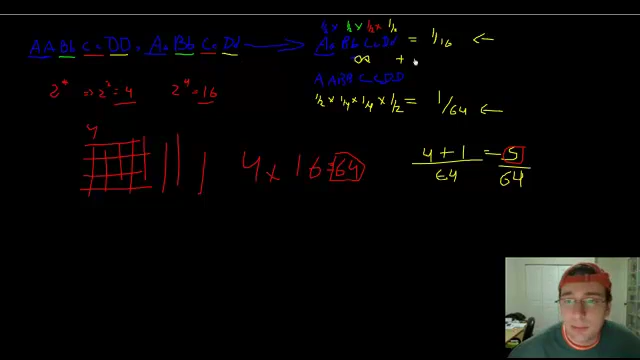 1/2 x 1/2 x 1/2 x 1/2
AABbCcDD x AaBbCcDd → AaBbCcDd = 1/16 ←
or +
AABBCCDD
2^n ⇒ 2^2 = 4 2^4 = 16
1/2 x 1/4 x 1/4 x 1/2 = 1/64 ←
4
4 x 16 = 64
4 + 1 = 5
64 64